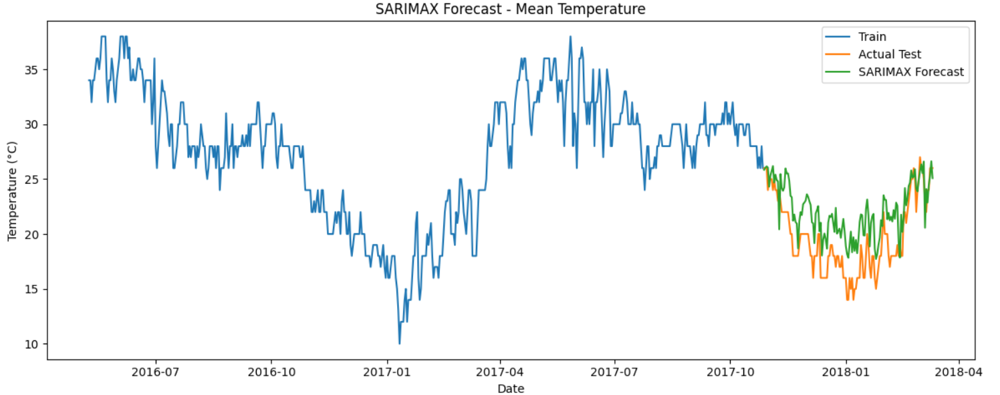 SARIMAX Forecast - Mean Temperature
Train
Actual Test
SARIMAX Forecast
Temperature (°C)
35
30
25
20
15
10
2016-07 2016-10 2017-01 2017-04 2017-07 2017-10 2018-01 2018-04
Date